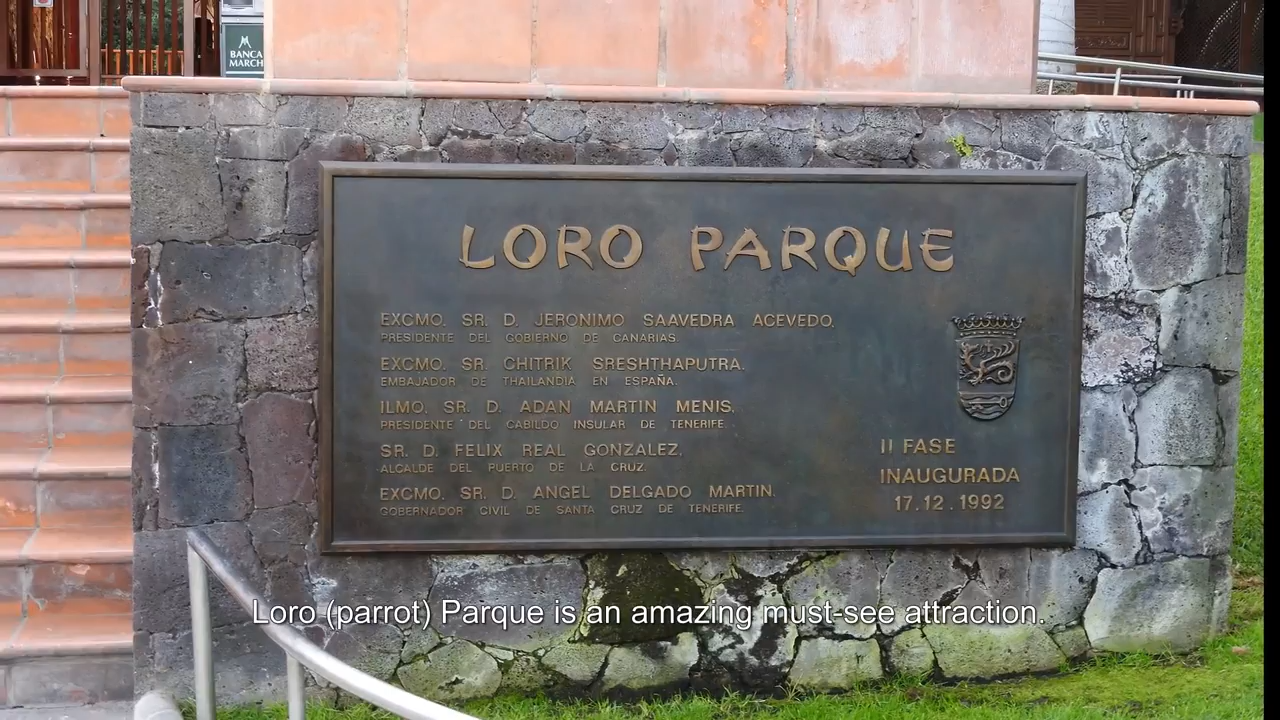 BANCA
MARCH
LORO PARQUE
EXCMO. SR. D. JERONIMO SAAVEDRA ACEVEDO.
PRESIDENTE DEL GOBIERNO DE CANARIAS.
EXCMO. SR. CHITRIK SRESHTHAPUTRA.
EMBAJADOR DE THAILANDIA EN ESPAÑA.
ILMO. SR. D. ADAN MARTIN MENIS.
PRESIDENTE DEL CABILDO INSULAR DE TENERIFE.
SR. D. FELIX REAL GONZALEZ.
ALCALDE DEL PUERTO DE LA CRUZ.
EXCMO. SR. D. ANGEL DELGADO MARTIN.
GOBERNADOR CIVIL DE SANTA CRUZ DE TENERIFE.
II FASE
INAUGURADA
17.12.1992
Loro (parrot) Parque is an amazing must-see attraction.